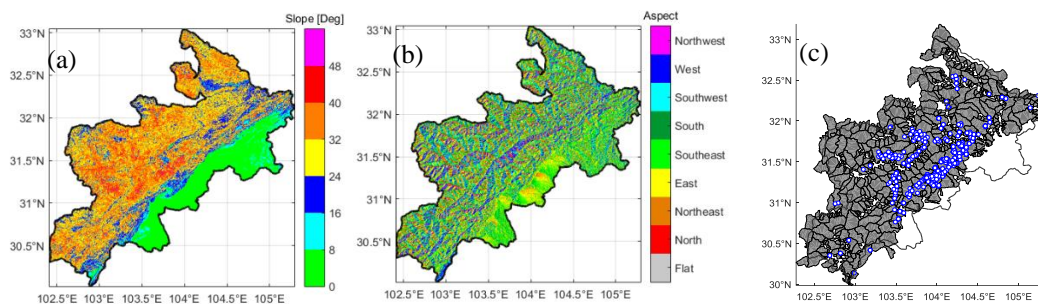 (a)
Slope [Deg]
33°N
32.5°N
32°N
31.5°N
31°N
30.5°N
102.5°E 103°E 103.5°E 104°E 104.5°E 105°E
48
40
32
24
16
8
0
(b)
Aspect
33°N
32.5°N
32°N
31.5°N
31°N
30.5°N
102.5°E 103°E 103.5°E 104°E 104.5°E 105°E
Northwest
West
Southwest
South
Southeast
East
Northeast
North
Flat
(c)
33°N
32.5°N
32°N
31.5°N
31°N
30.5°N
30°N
102.5°E 103°E 103.5°E 104°E 104.5°E 105°E